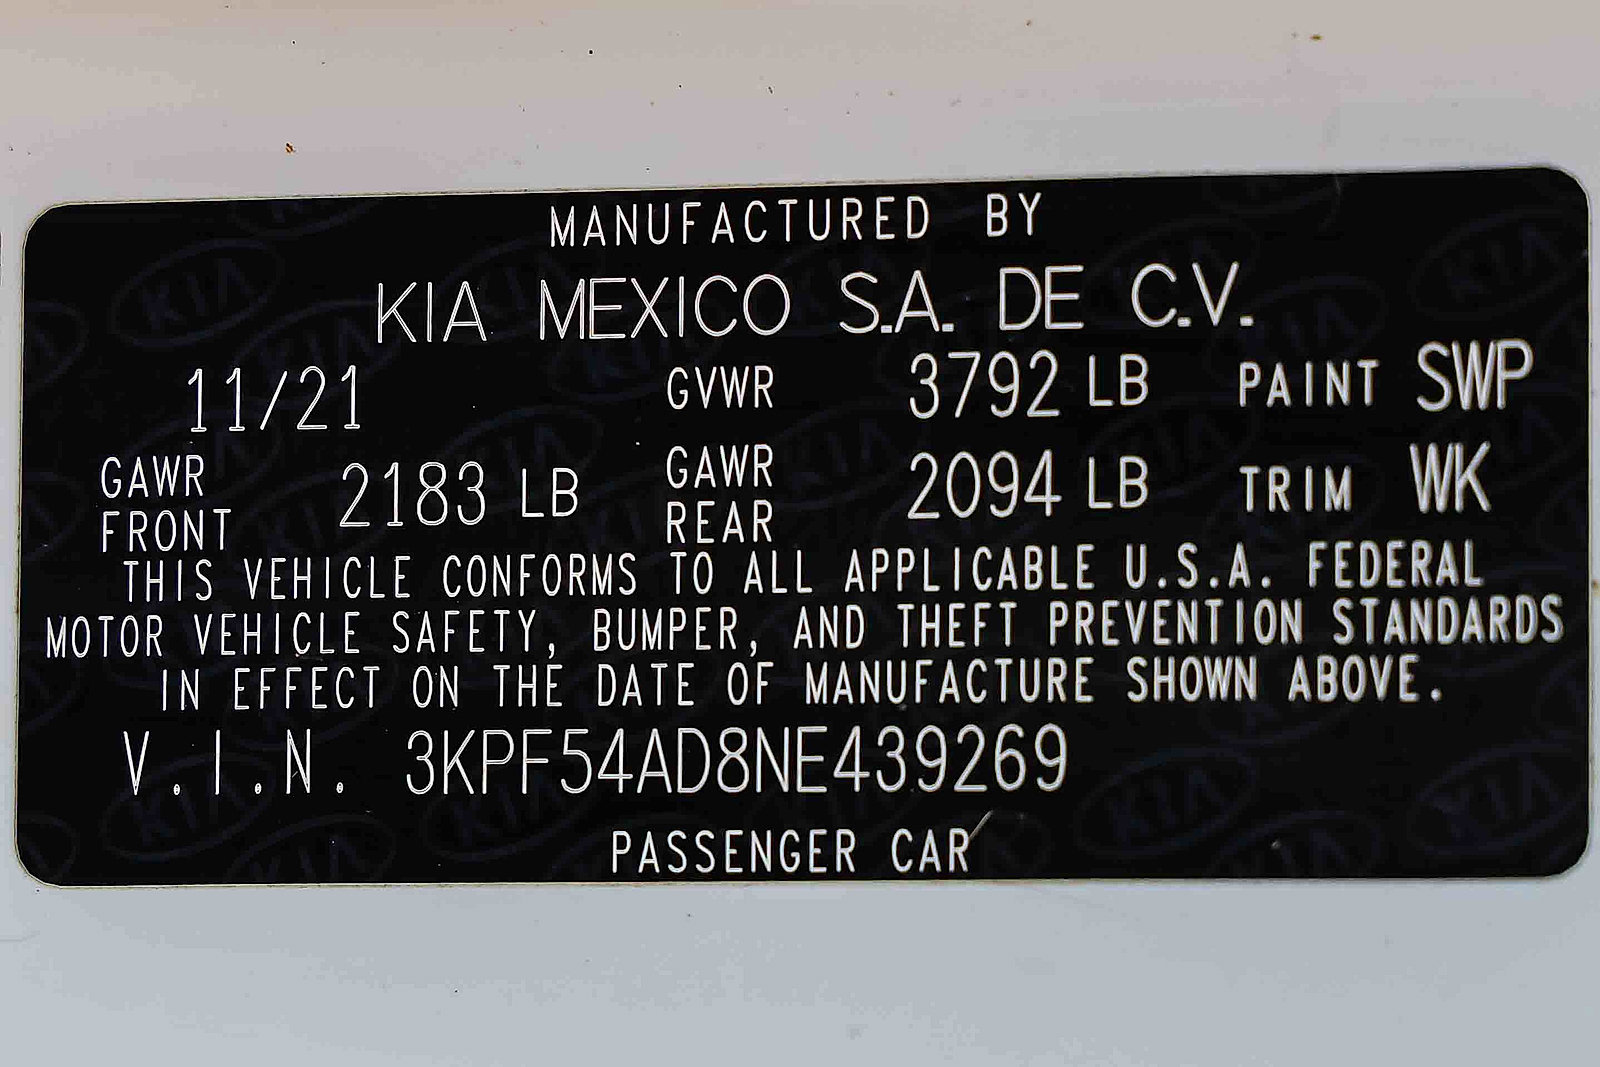 MANUFACTURED BY
KIA MEXICO S.A. DE C.V.
11/21 GVWR 3792 LB PAINT SWP
GAWR FRONT 2183 LB GAWR REAR 2094 LB TRIM WK
THIS VEHICLE CONFORMS TO ALL APPLICABLE U.S.A. FEDERAL
MOTOR VEHICLE SAFETY, BUMPER, AND THEFT PREVENTION STANDARDS
IN EFFECT ON THE DATE OF MANUFACTURE SHOWN ABOVE.
V.I.N. 3KPF54AD8NE439269
PASSENGER CAR